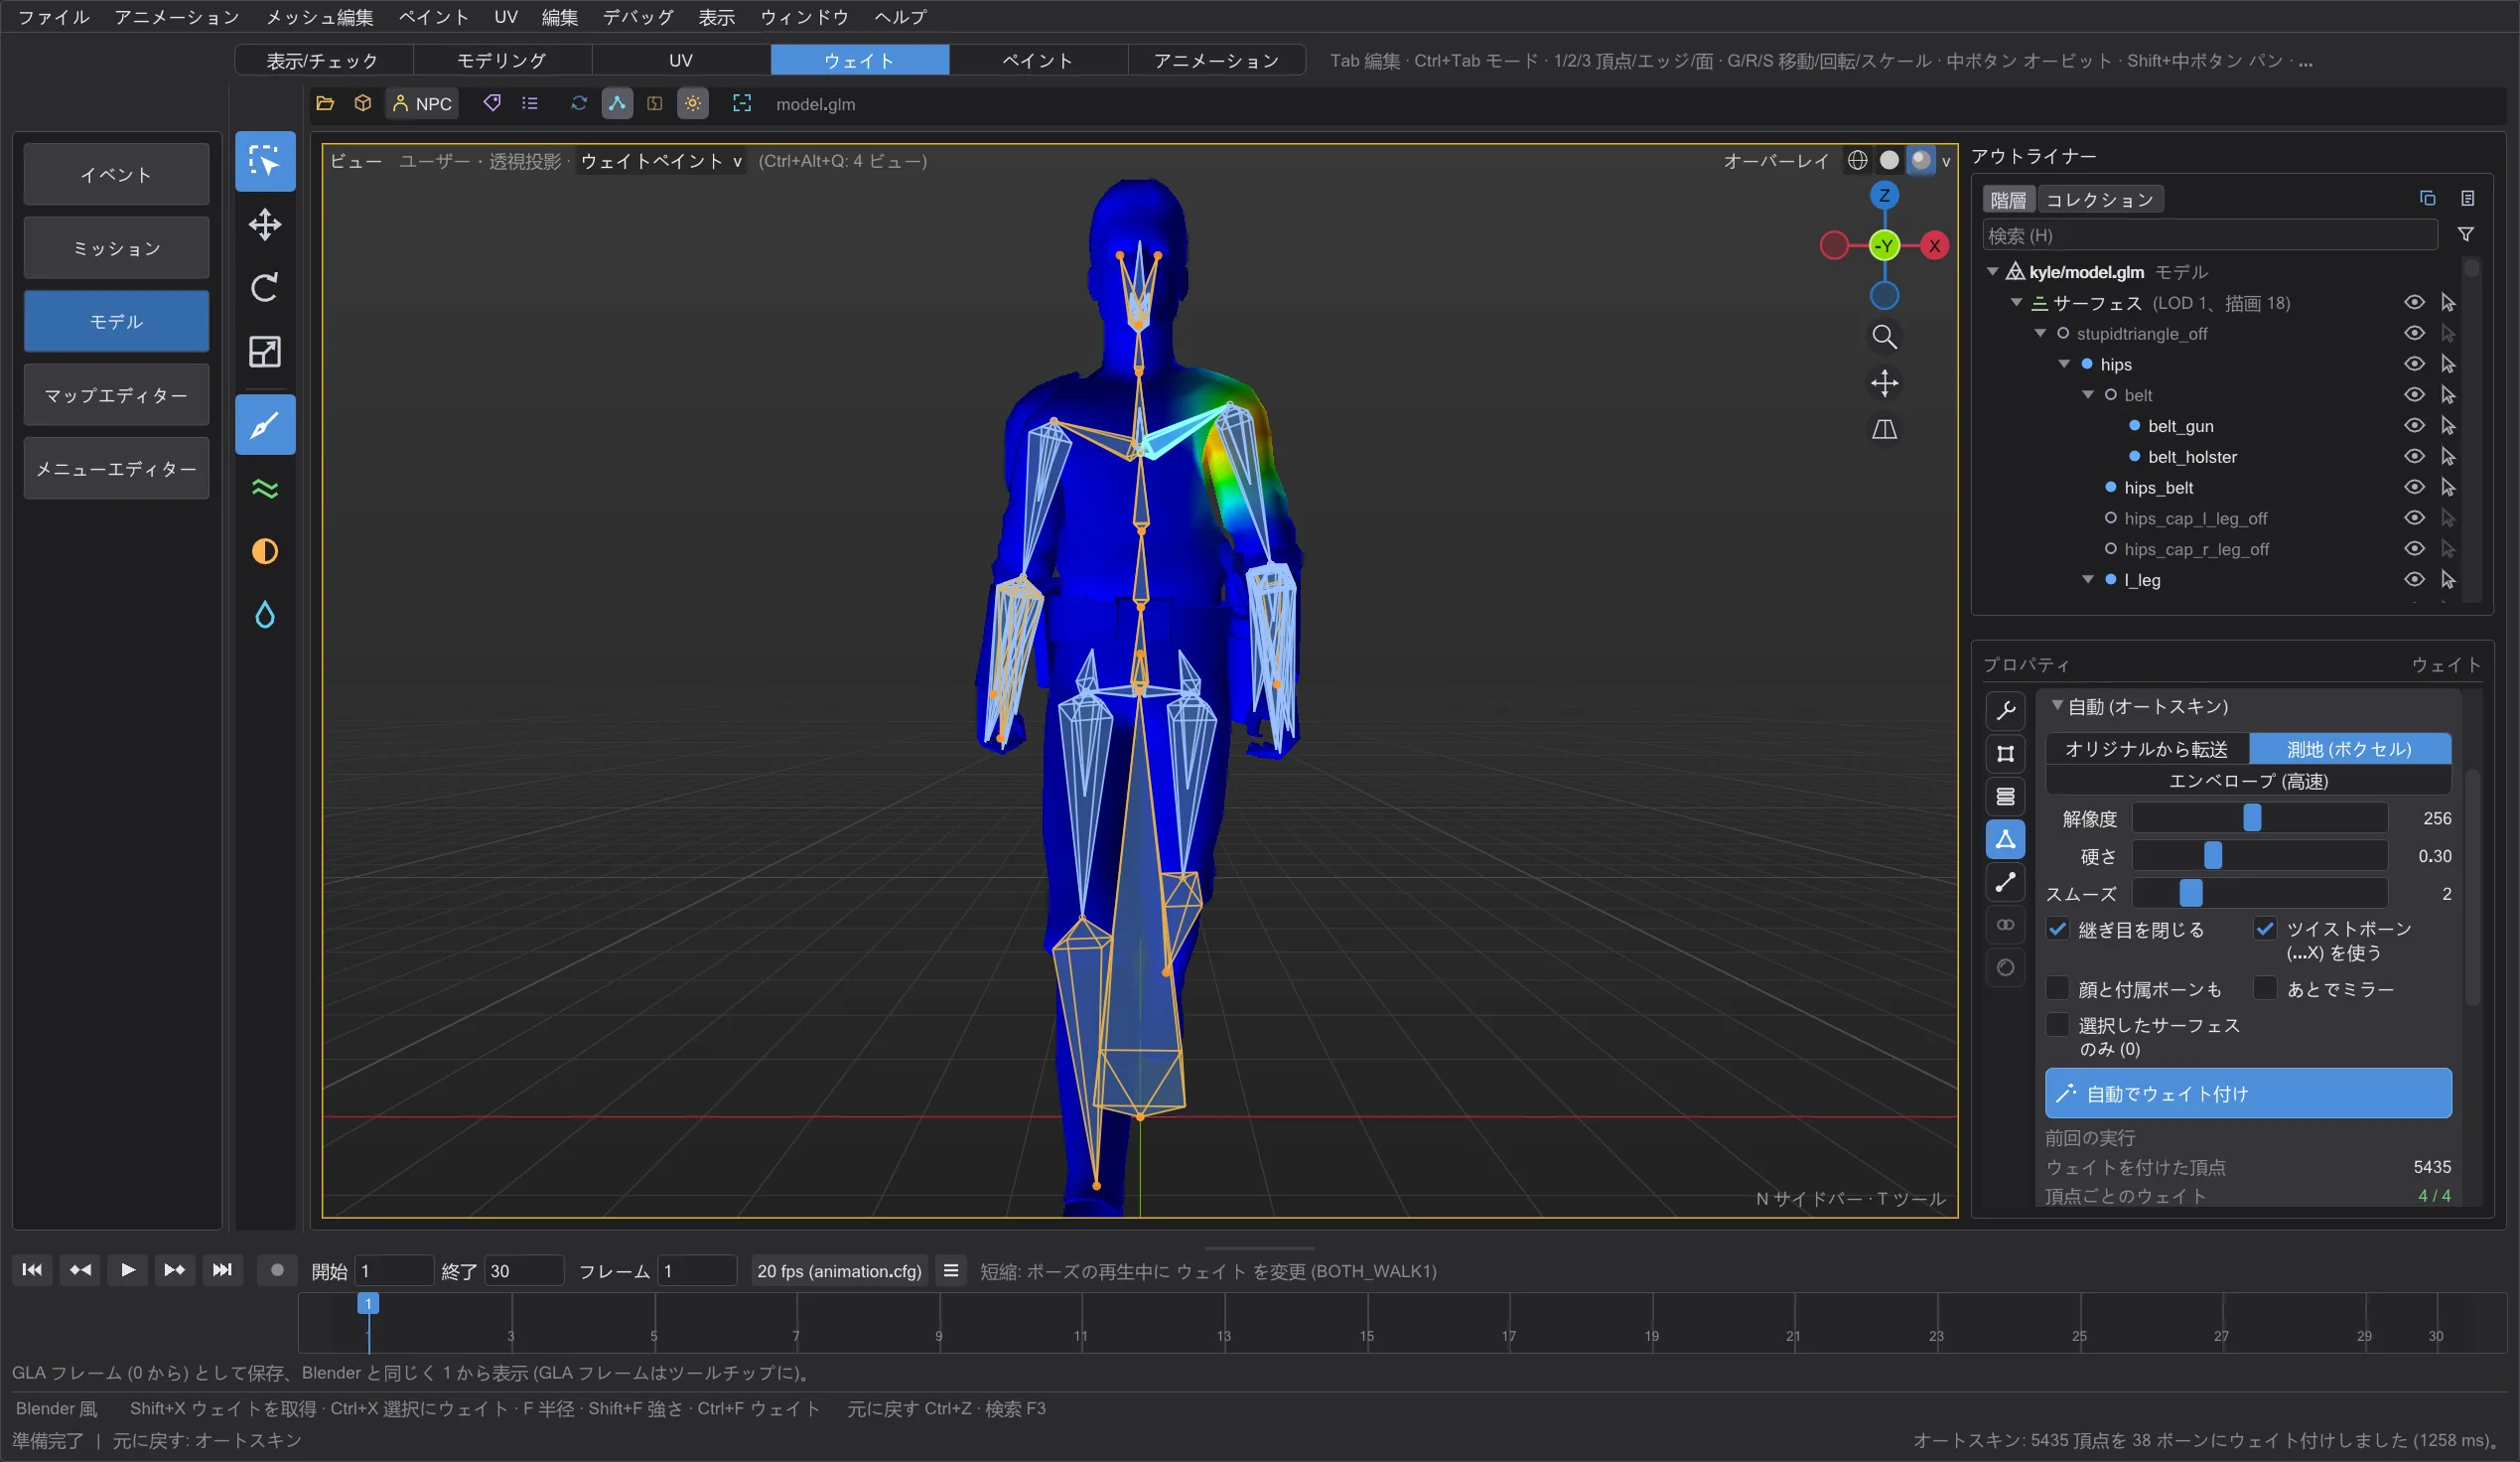 ファイル アニメーション メッシュ編集 ペイント UV 編集 デバッグ 表示 ウィンドウ ヘルプ
表示/チェック モデリング UV ウェイト ペイント アニメーション Tab 編集 · Ctrl+Tab モード · 1/2/3 頂点/エッジ/面 · G/R/S 移動/回転/スケール · 中ボタン オービット · Shift+中ボタン パン · ...
NPC model.glm
イベント
ミッション
モデル
マップエディター
メニューエディター
ビュー ユーザー・透視投影 · ウェイトペイント v (Ctrl+Alt+Q: 4 ビュー) オーバーレイ v
Z
-Y X
N サイドバー · T ツール
アウトライナー
階層 コレクション
検索 (H)
kyle/model.glm モデル
サーフェス (LOD 1、描画 18)
stupidtriangle_off
hips
belt
belt_gun
belt_holster
hips_belt
hips_cap_l_leg_off
hips_cap_r_leg_off
l_leg
プロパティ ウェイト
自動 (オートスキン)
オリジナルから転送 測地 (ボクセル)
エンベロープ (高速)
解像度 256
硬さ 0.30
スムーズ 2
継ぎ目を閉じる ツイストボーン
(...X) を使う
顔と付属ボーンも あとでミラー
選択したサーフェス
のみ (0)
自動でウェイト付け
前回の実行
ウェイトを付けた頂点 5435
頂点ごとのウェイト 4 / 4
開始 1 終了 30 フレーム 1 20 fps (animation.cfg) 短縮: ポーズの再生中に ウェイト を変更 (BOTH_WALK1)
1
1 3 5 7 9 11 13 15 17 19 21 23 25 27 29 30
GLA フレーム (0 から) として保存、Blender と同じく 1 から表示 (GLA フレームはツールチップに)。
Blender 風 Shift+X ウェイトを取得 · Ctrl+X 選択にウェイト · F 半径 · Shift+F 強さ · Ctrl+F ウェイト 元に戻す Ctrl+Z · 検索 F3
準備完了 | 元に戻す: オートスキン オートスキン: 5435 頂点を 38 ボーンにウェイト付けしました (1258 ms)。